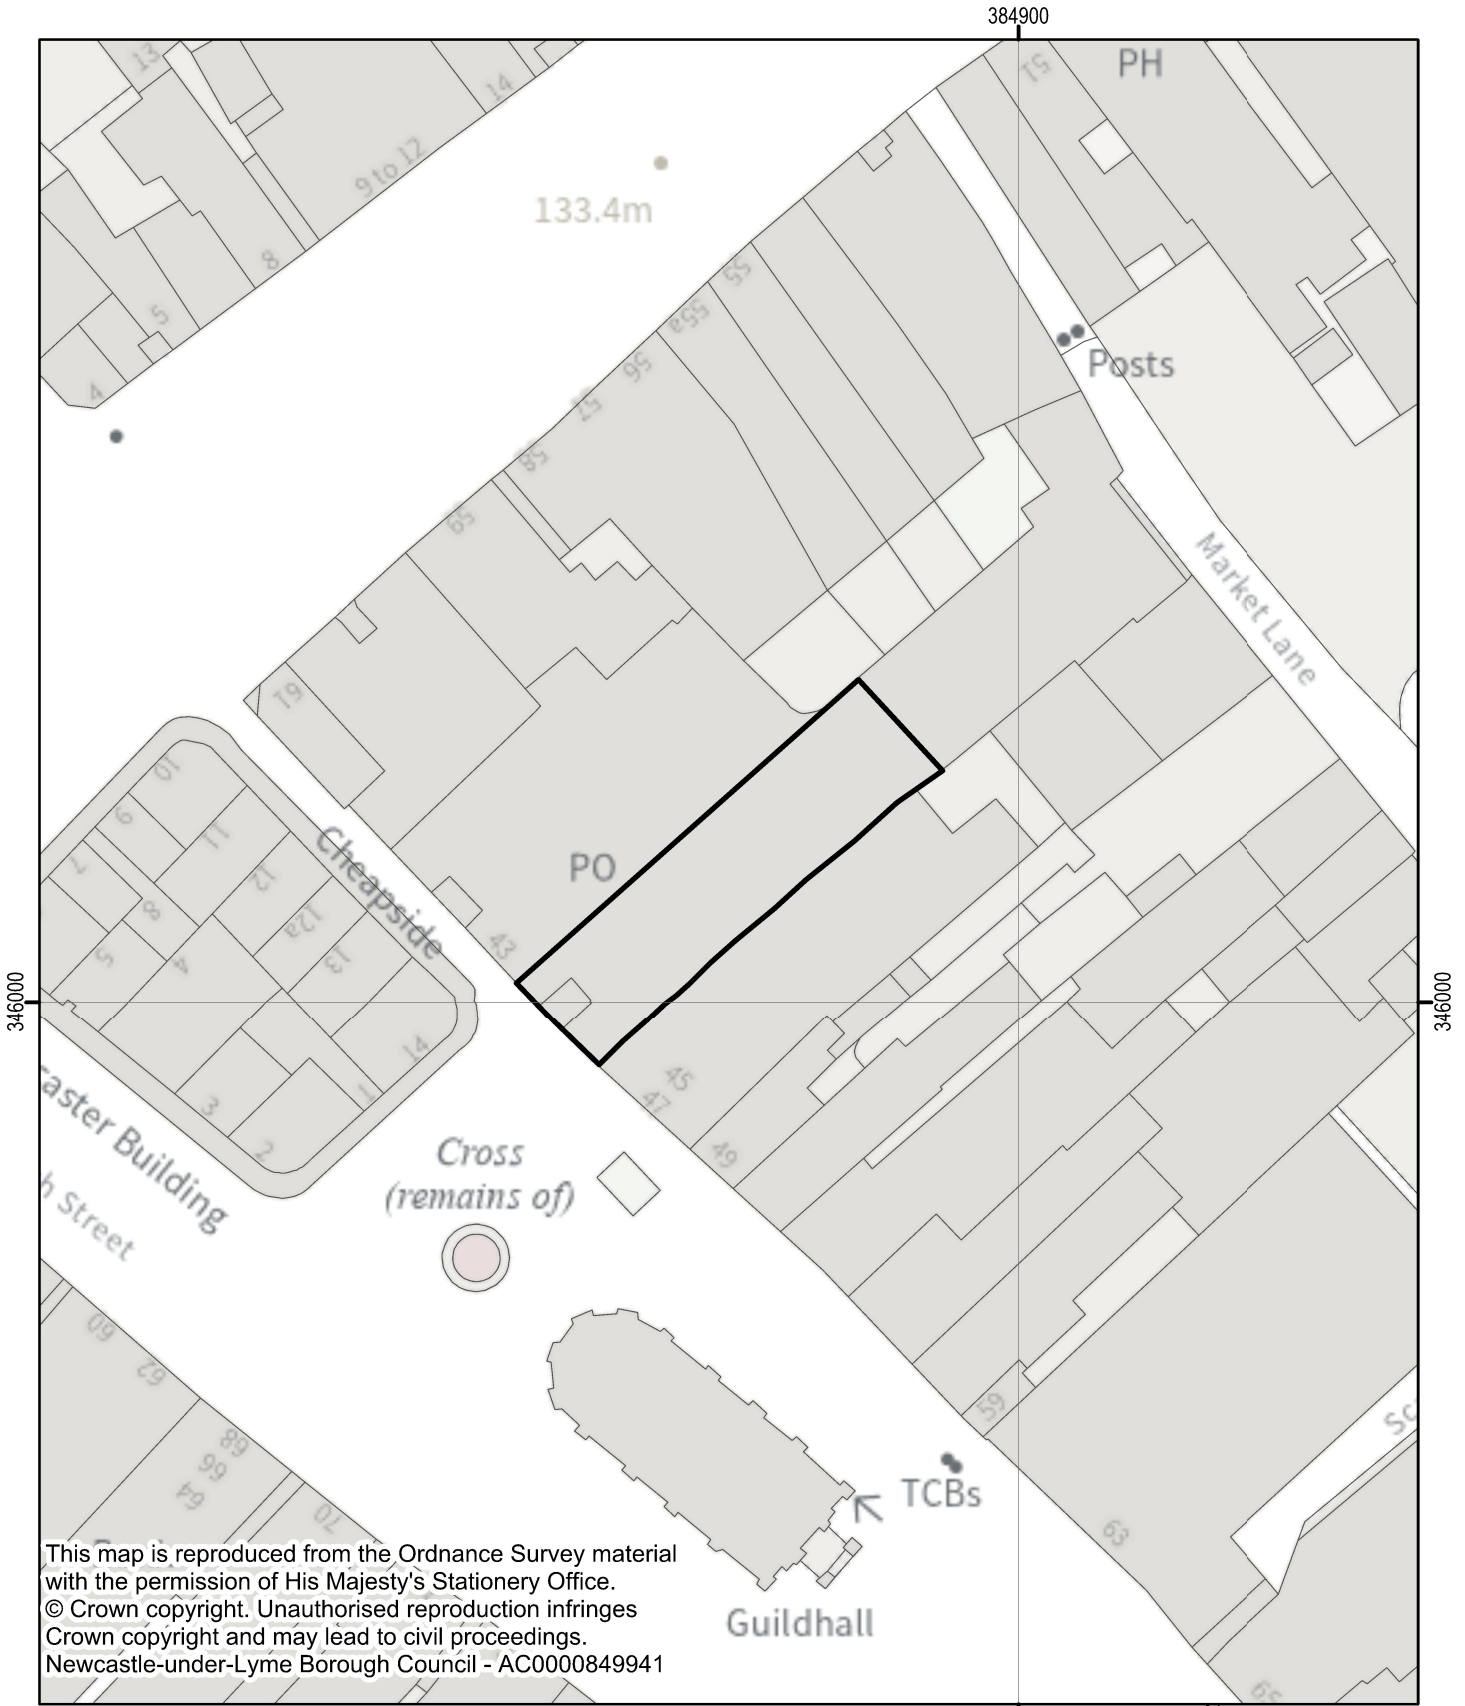 384900
13
14
51
PH
9 to 12
133.4m
8
55
5
55a
56
Posts
4
57
58
59
Market Lane
61
10
9
11
Cheapside
7
12
PO
8
12a
43
5
4
13
346000
346000
14
45
3
1
47
caster Building
2
Cross
49
(remains of)
h Street
60
62
59
68
66
TCBs
64
70
63
Guildhall
65
This map is reproduced from the Ordnance Survey material
with the permission of His Majesty's Stationery Office.
© Crown copyright. Unauthorised reproduction infringes
Crown copyright and may lead to civil proceedings.
Newcastle-under-Lyme Borough Council - AC0000849941